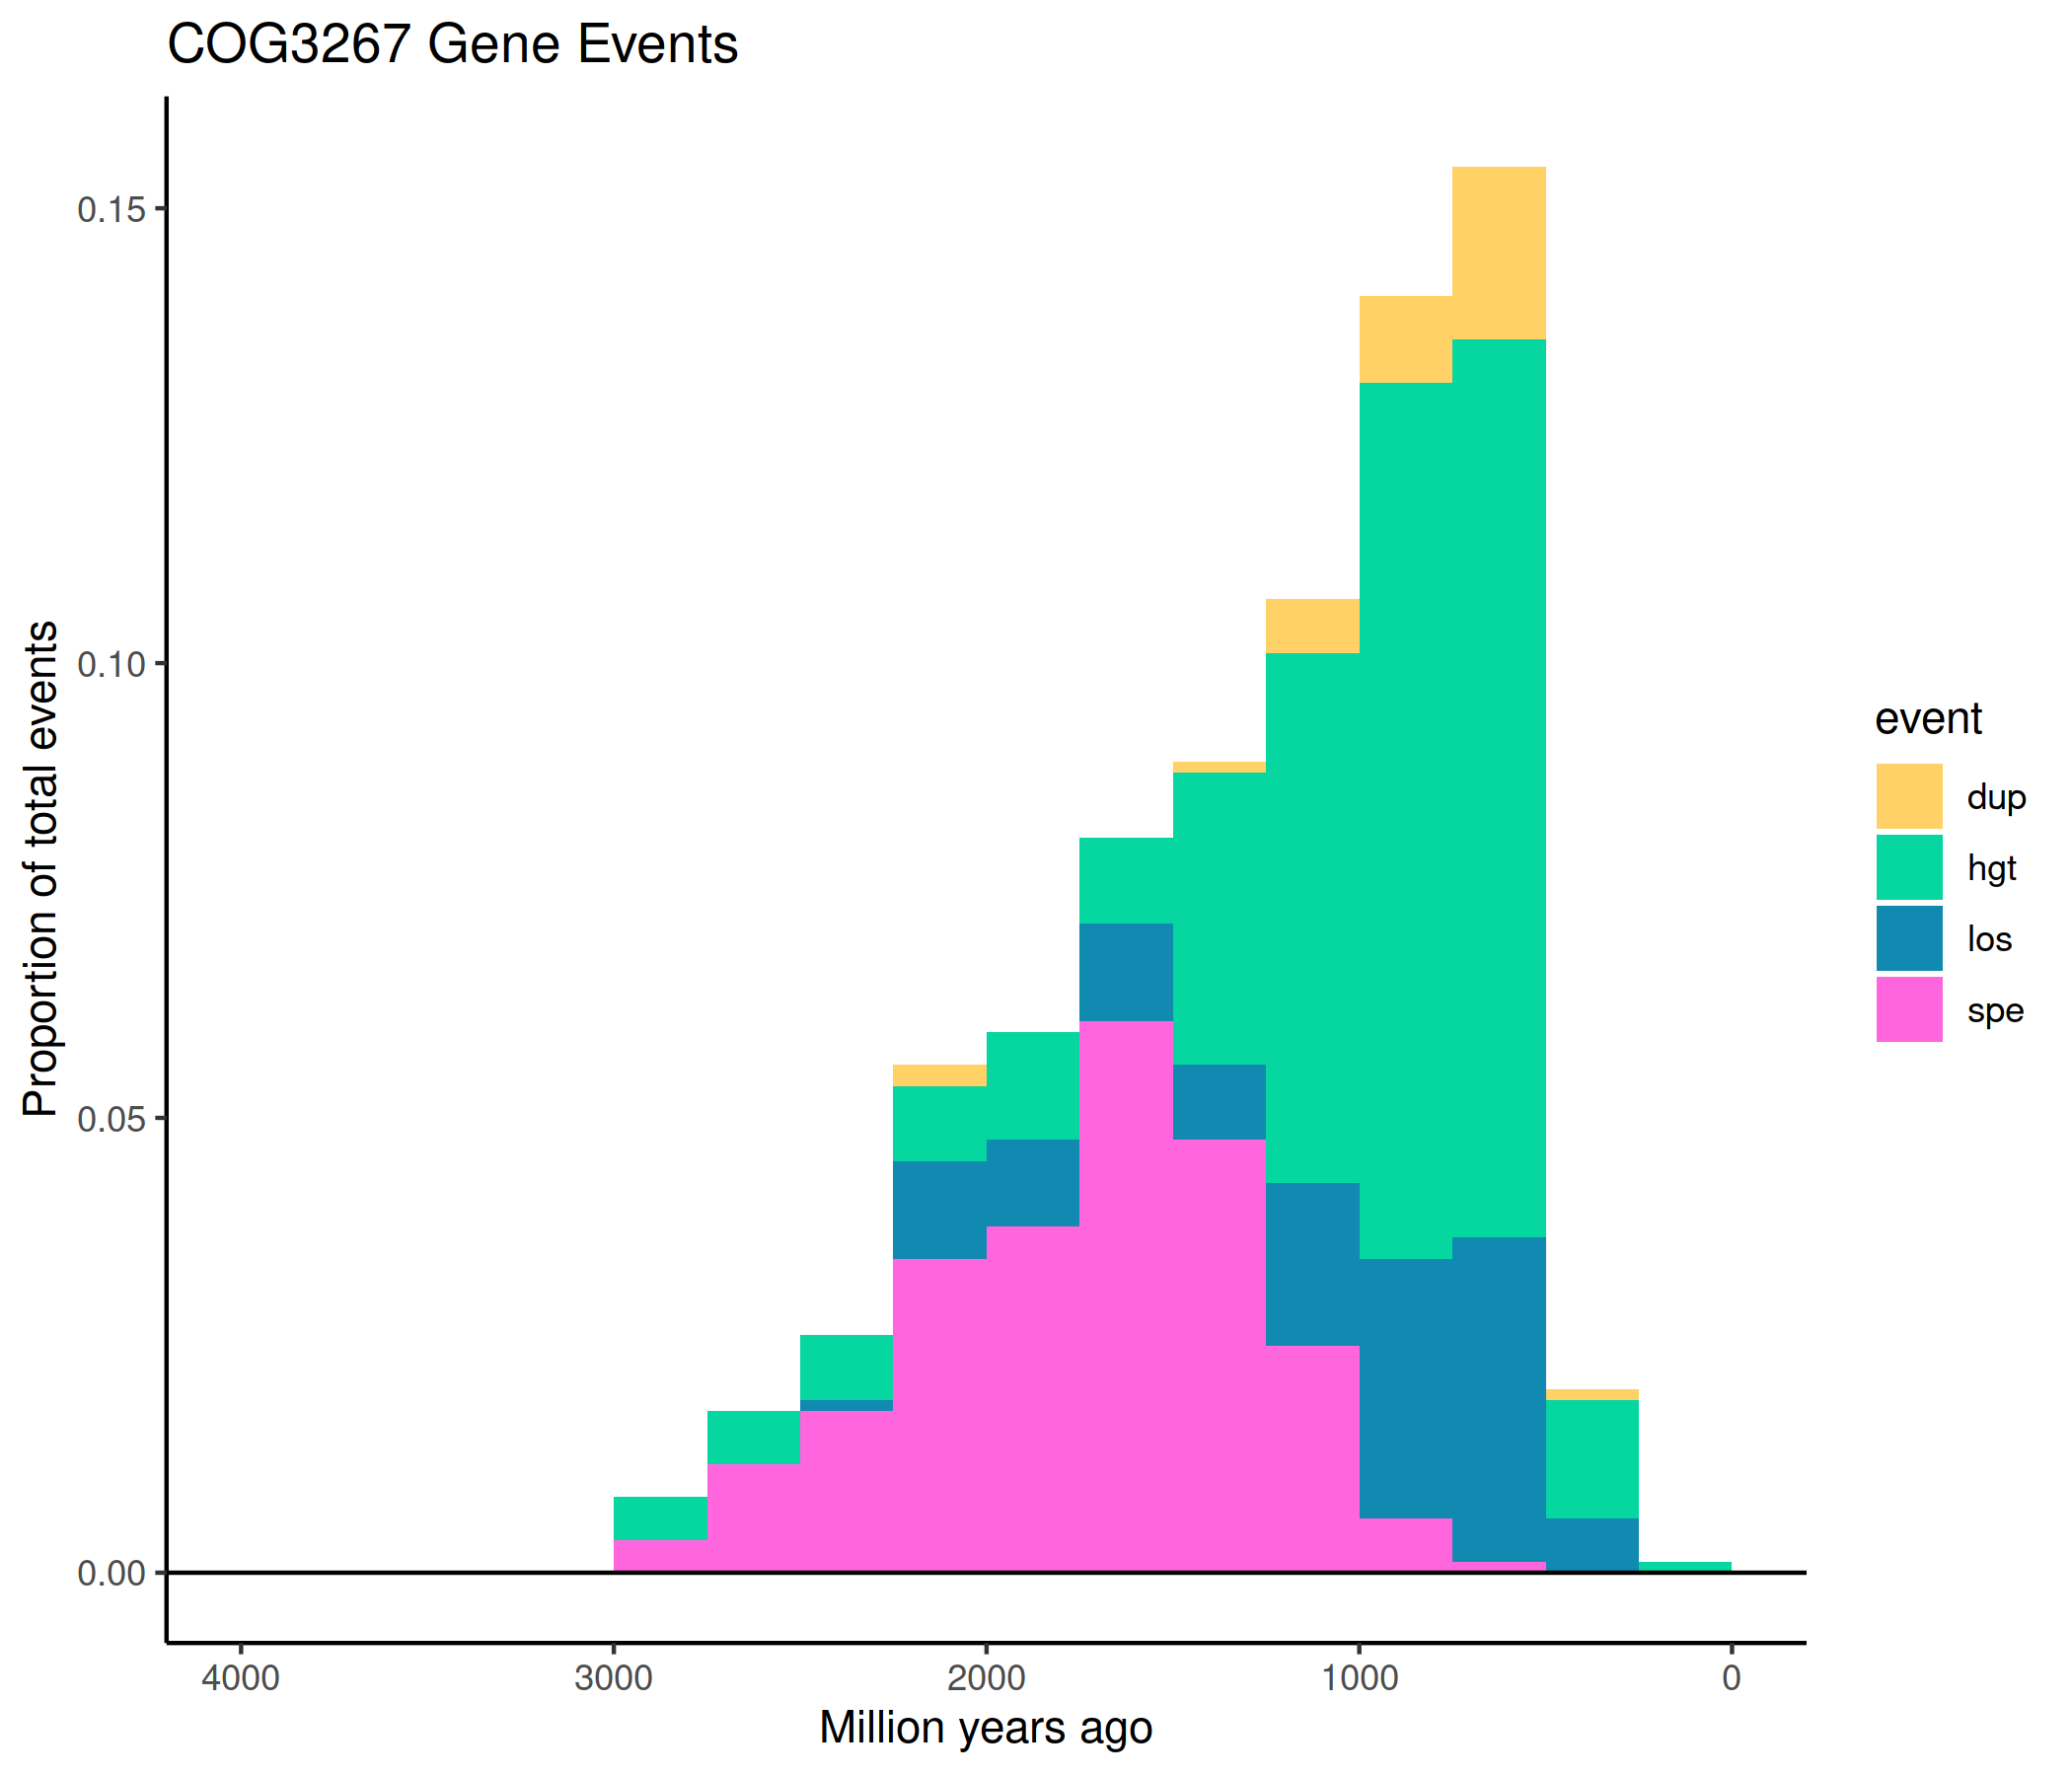 COG3267 Gene Events
0.15
0.10
0.05
0.00
Proportion of total events
4000 3000 2000 1000 0
Million years ago
event
dup
hgt
los
spe